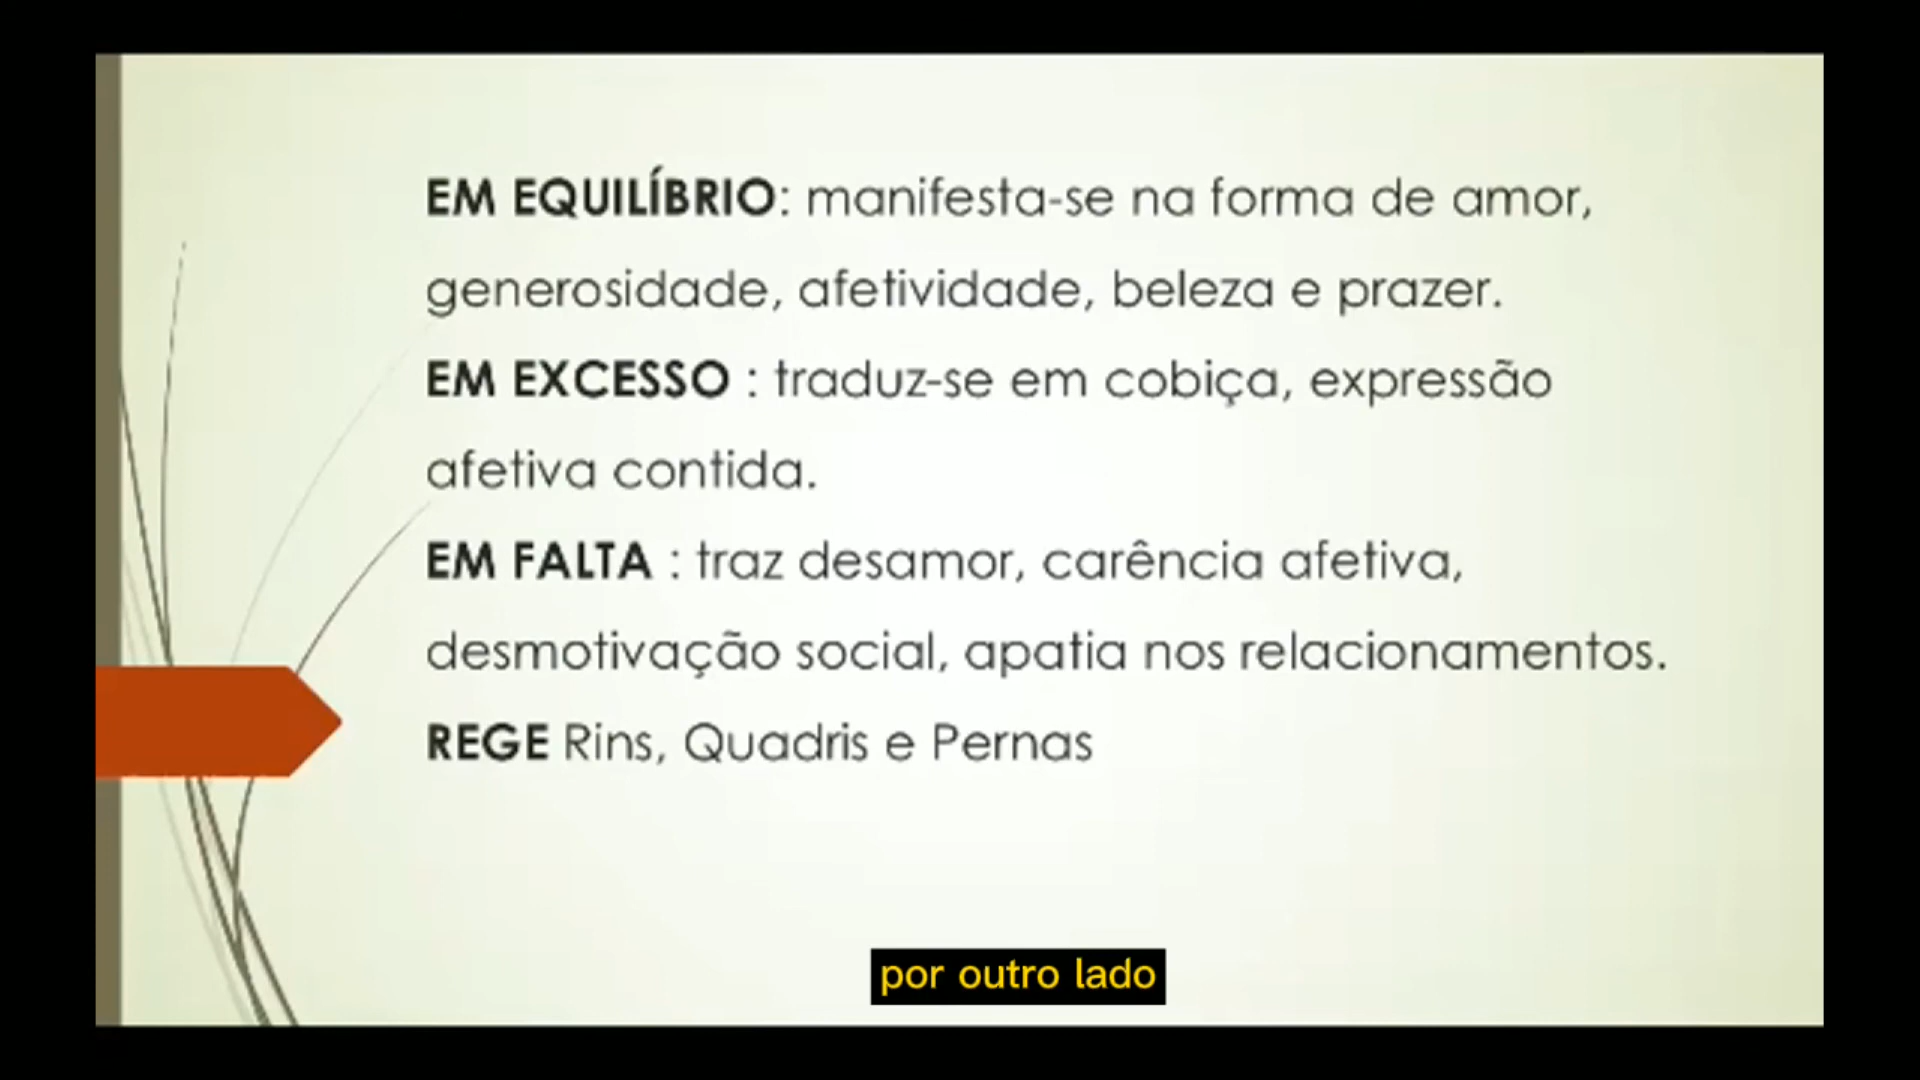 EM EQUILÍBRIO: manifesta-se na forma de amor,
generosidade, afetividade, beleza e prazer.
EM EXCESSO : traduz-se em cobiça, expressão
afetiva contida.
EM FALTA : traz desamor, carência afetiva,
desmotivação social, apatia nos relacionamentos.
REGE Rins, Quadris e Pernas
por outro lado